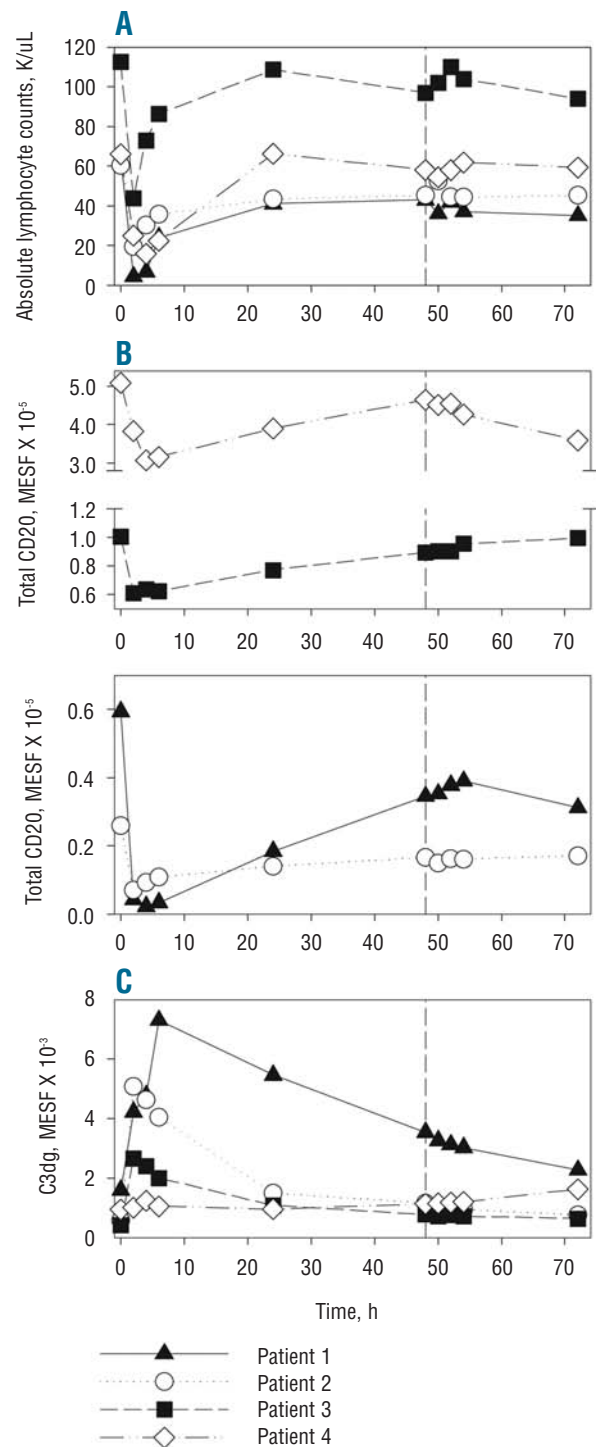 A
Absolute lymphocyte counts, K/uL
120
100
80
60
40
20
0
0 10 20 30 40 50 60 70
B
Total CD20, MESF X 10⁻⁵
5.0
4.0
3.0
1.2
1.0
0.8
0.6
0 10 20 30 40 50 60 70
Total CD20, MESF X 10⁻⁵
0.6
0.4
0.2
0.0
0 10 20 30 40 50 60 70
C
C3dg, MESF X 10⁻³
8
6
4
2
0
0 10 20 30 40 50 60 70
Time, h
Patient 1
Patient 2
Patient 3
Patient 4